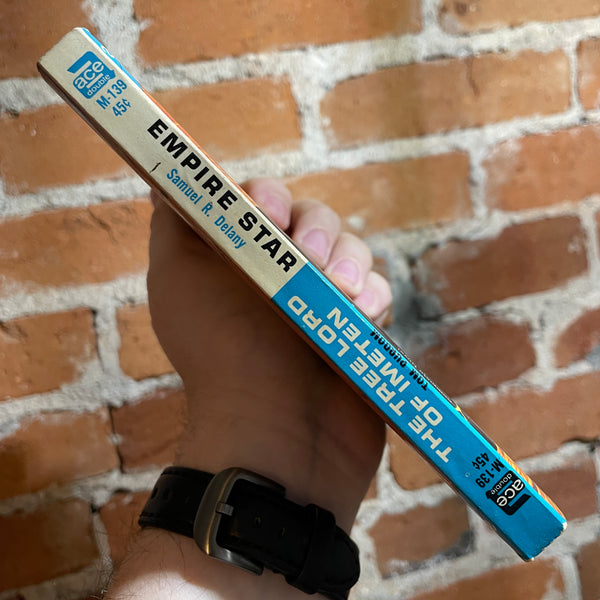 ace
double
M-139
45¢
EMPIRE STAR
Samuel R. Delany
THE TREE LORD
OF IMETEN
TOM PURDOM
M-139
45¢
ace
double